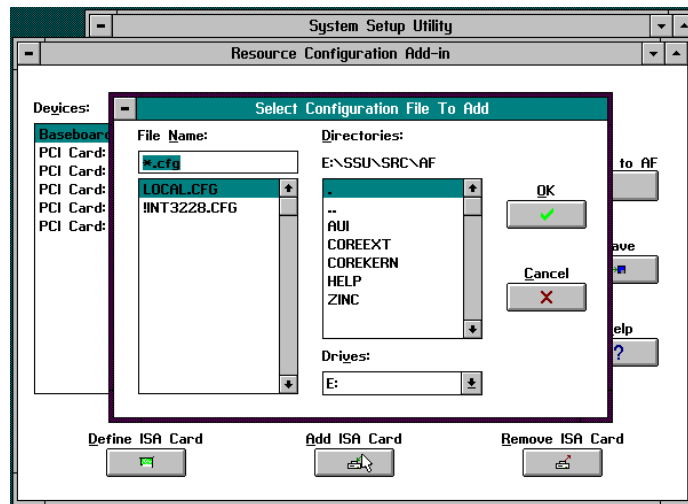 System Setup Utility
Resource Configuration Add-in
Devices:
Baseboard
PCI Card:
PCI Card:
PCI Card:
PCI Card:
PCI Card:
Select Configuration File To Add
File Name:
*.cfg
LOCAL.CFG
!INT3228.CFG
Directories:
E:\SSU\SRC\AF
.
..
AUI
COREEXT
COREKERN
HELP
ZINC
Drives:
E:
OK
Cancel
to AF
ave
elp
?
Define ISA Card
Add ISA Card
Remove ISA Card